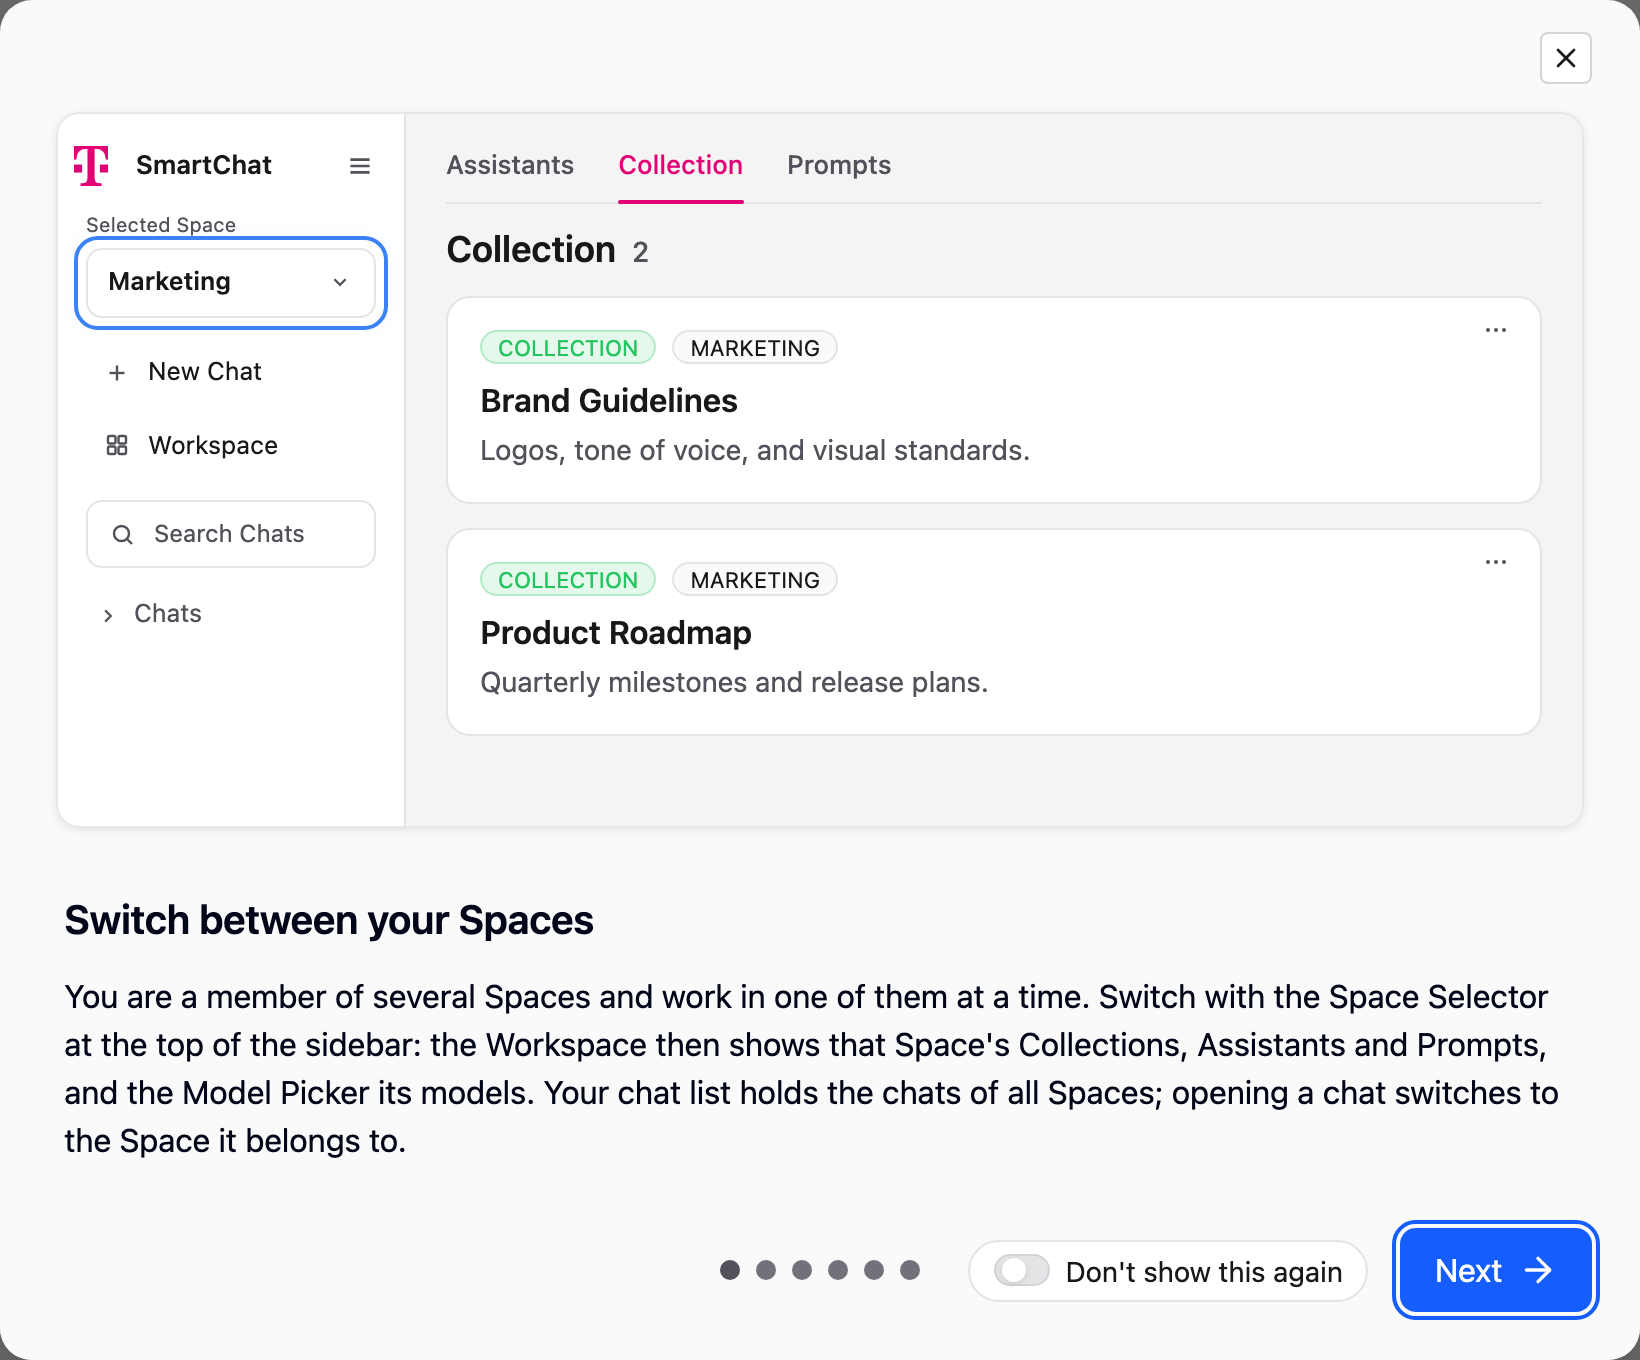 SmartChat
Selected Space
Marketing
New Chat
Workspace
Search Chats
Chats
Assistants Collection Prompts
Collection 2
COLLECTION MARKETING
Brand Guidelines
Logos, tone of voice, and visual standards.
COLLECTION MARKETING
Product Roadmap
Quarterly milestones and release plans.
Switch between your Spaces
You are a member of several Spaces and work in one of them at a time. Switch with the Space Selector
at the top of the sidebar: the Workspace then shows that Space's Collections, Assistants and Prompts,
and the Model Picker its models. Your chat list holds the chats of all Spaces; opening a chat switches to
the Space it belongs to.
Don't show this again
Next